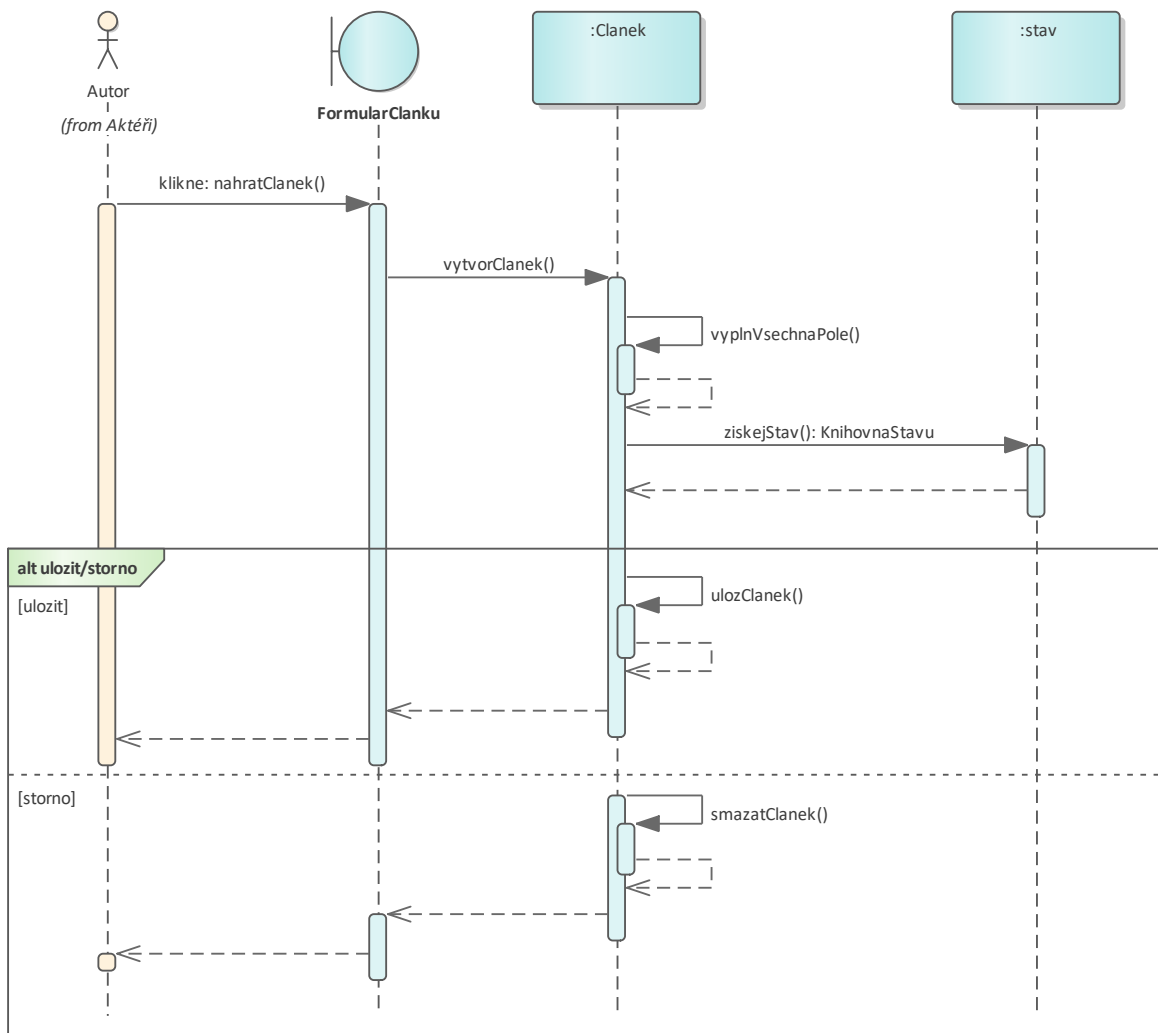 :Clanek
:stav
Autor
(from Aktéři)
FormularClanku
klikne: nahratClanek()
vytvorClanek()
vyplnVsechnaPole()
ziskejStav(): KnihovnaStavu
alt ulozit/storno
[ulozit]
ulozClanek()
[storno]
smazatClanek()